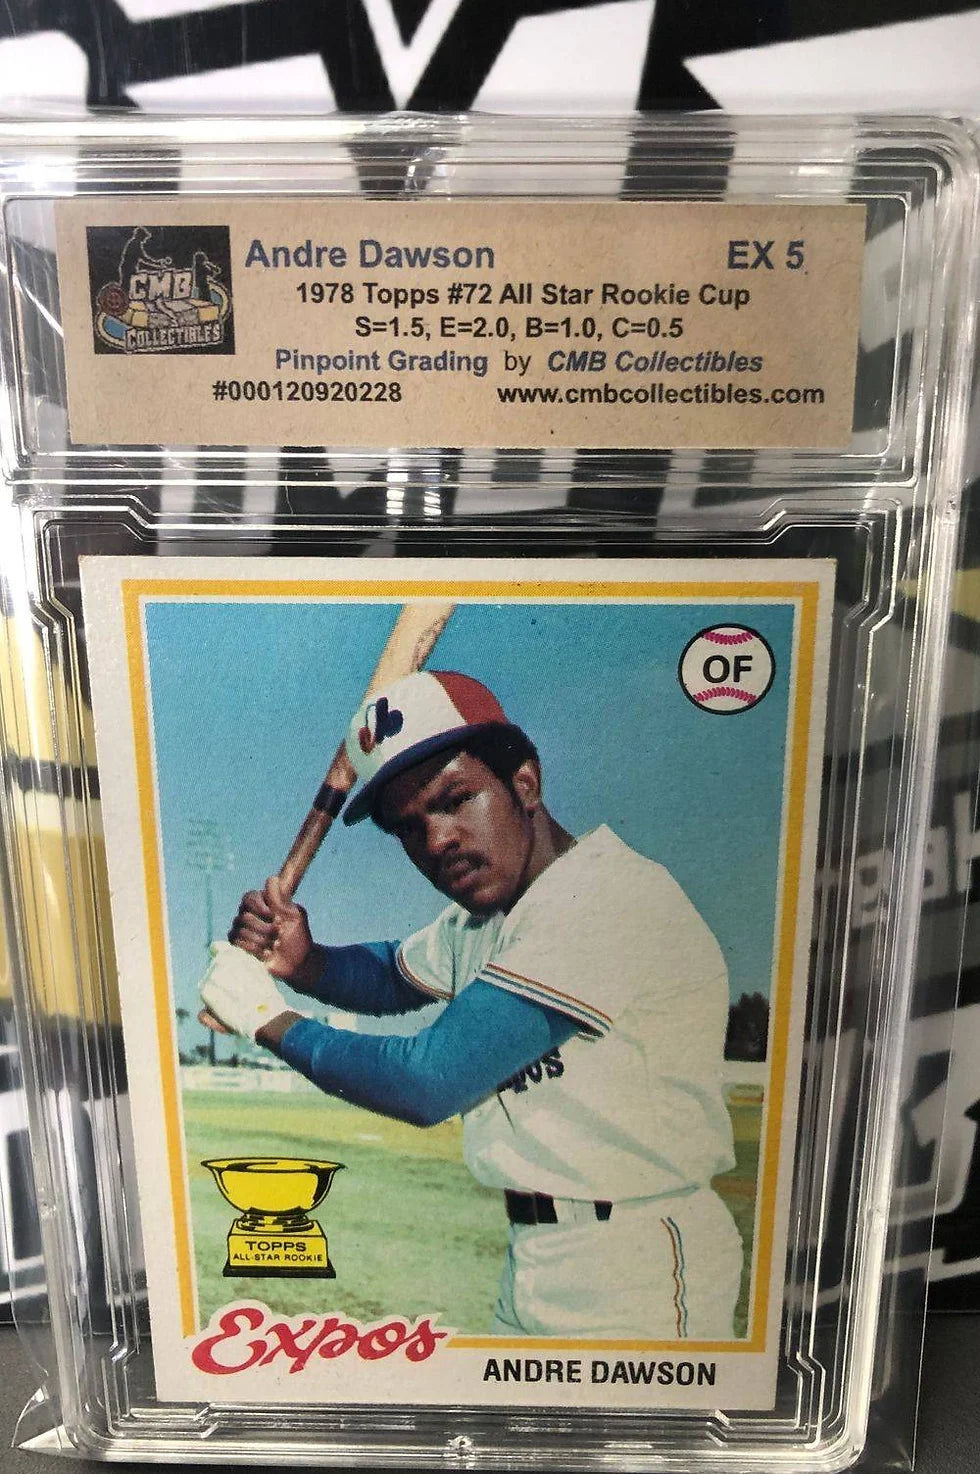 CMB
COLLECTIBLES
Andre Dawson EX 5
1978 Topps #72 All Star Rookie Cup
S=1.5, E=2.0, B=1.0, C=0.5
Pinpoint Grading by CMB Collectibles
#000120920228 www.cmbcollectibles.com
OF
TOPPS
ALL-STAR ROOKIE
Expos
ANDRE DAWSON